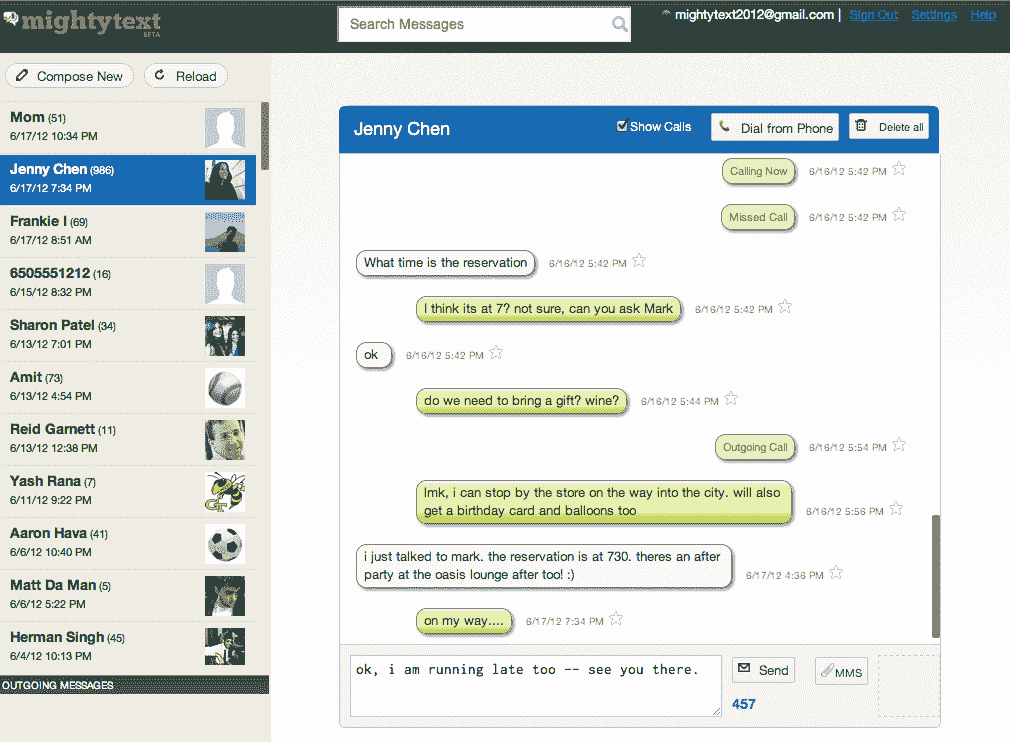 mightytext
BETA
Search Messages
mightytext2012@gmail.com | Sign Out Settings Help
Compose New
Reload
Mom (51)
6/17/12 10:34 PM
Jenny Chen (986)
6/17/12 7:34 PM
Frankie I (69)
6/17/12 8:51 AM
6505551212 (16)
6/15/12 8:32 PM
Sharon Patel (34)
6/13/12 7:01 PM
Amit (73)
6/13/12 4:54 PM
Reid Garnett (11)
6/13/12 12:38 PM
Yash Rana (7)
6/11/12 9:22 PM
GT
Aaron Hava (41)
6/6/12 10:40 PM
Matt Da Man (5)
6/6/12 5:22 PM
Herman Singh (45)
6/4/12 10:13 PM
OUTGOING MESSAGES
Jenny Chen
Show Calls
Dial from Phone
Delete all
Calling Now 6/16/12 5:42 PM
Missed Call 6/16/12 5:42 PM
What time is the reservation 6/16/12 5:42 PM
I think its at 7? not sure, can you ask Mark 6/16/12 5:42 PM
ok 6/16/12 5:42 PM
do we need to bring a gift? wine? 6/16/12 5:44 PM
Outgoing Call 6/16/12 5:54 PM
lmk, i can stop by the store on the way into the city. will also
get a birthday card and balloons too 6/16/12 5:56 PM
i just talked to mark. the reservation is at 730. theres an after
party at the oasis lounge after too! :) 6/17/12 4:36 PM
on my way.... 6/17/12 7:34 PM
ok, i am running late too -- see you there.
Send
MMS
457